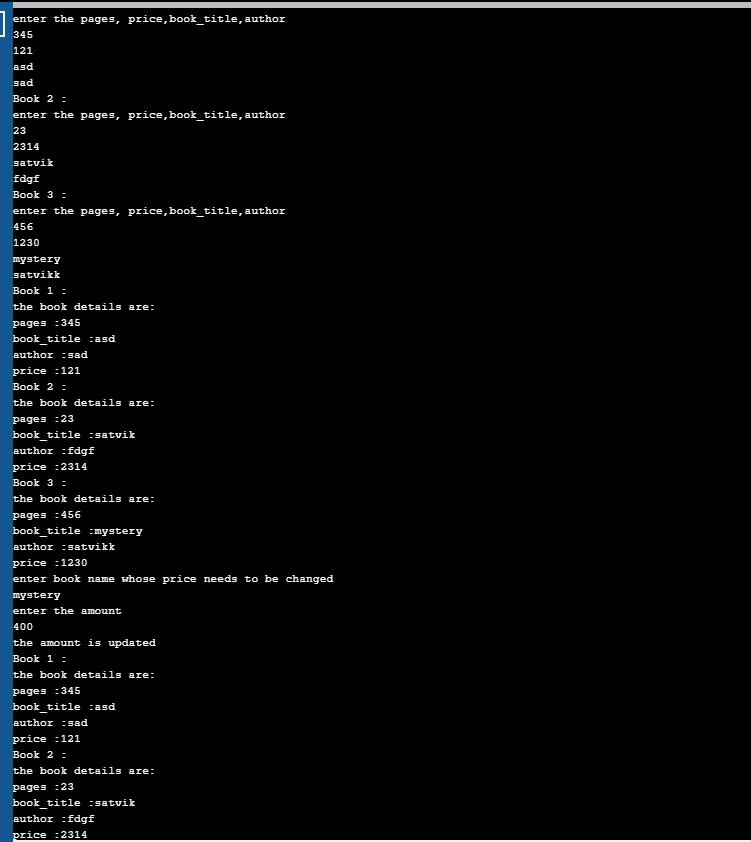 enter the pages, price,book_title,author
345
121
asd
sad
Book 2 :
enter the pages, price,book_title,author
23
2314
satvik
fdgf
Book 3 :
enter the pages, price,book_title,author
456
1230
mystery
satvikk
Book 1 :
the book details are:
pages :345
book_title :asd
author :sad
price :121
Book 2 :
the book details are:
pages :23
book_title :satvik
author :fdgf
price :2314
Book 3 :
the book details are:
pages :456
book_title :mystery
author :satvikk
price :1230
enter book name whose price needs to be changed
mystery
enter the amount
400
the amount is updated
Book 1 :
the book details are:
pages :345
book_title :asd
author :sad
price :121
Book 2 :
the book details are:
pages :23
book_title :satvik
author :fdgf
price :2314